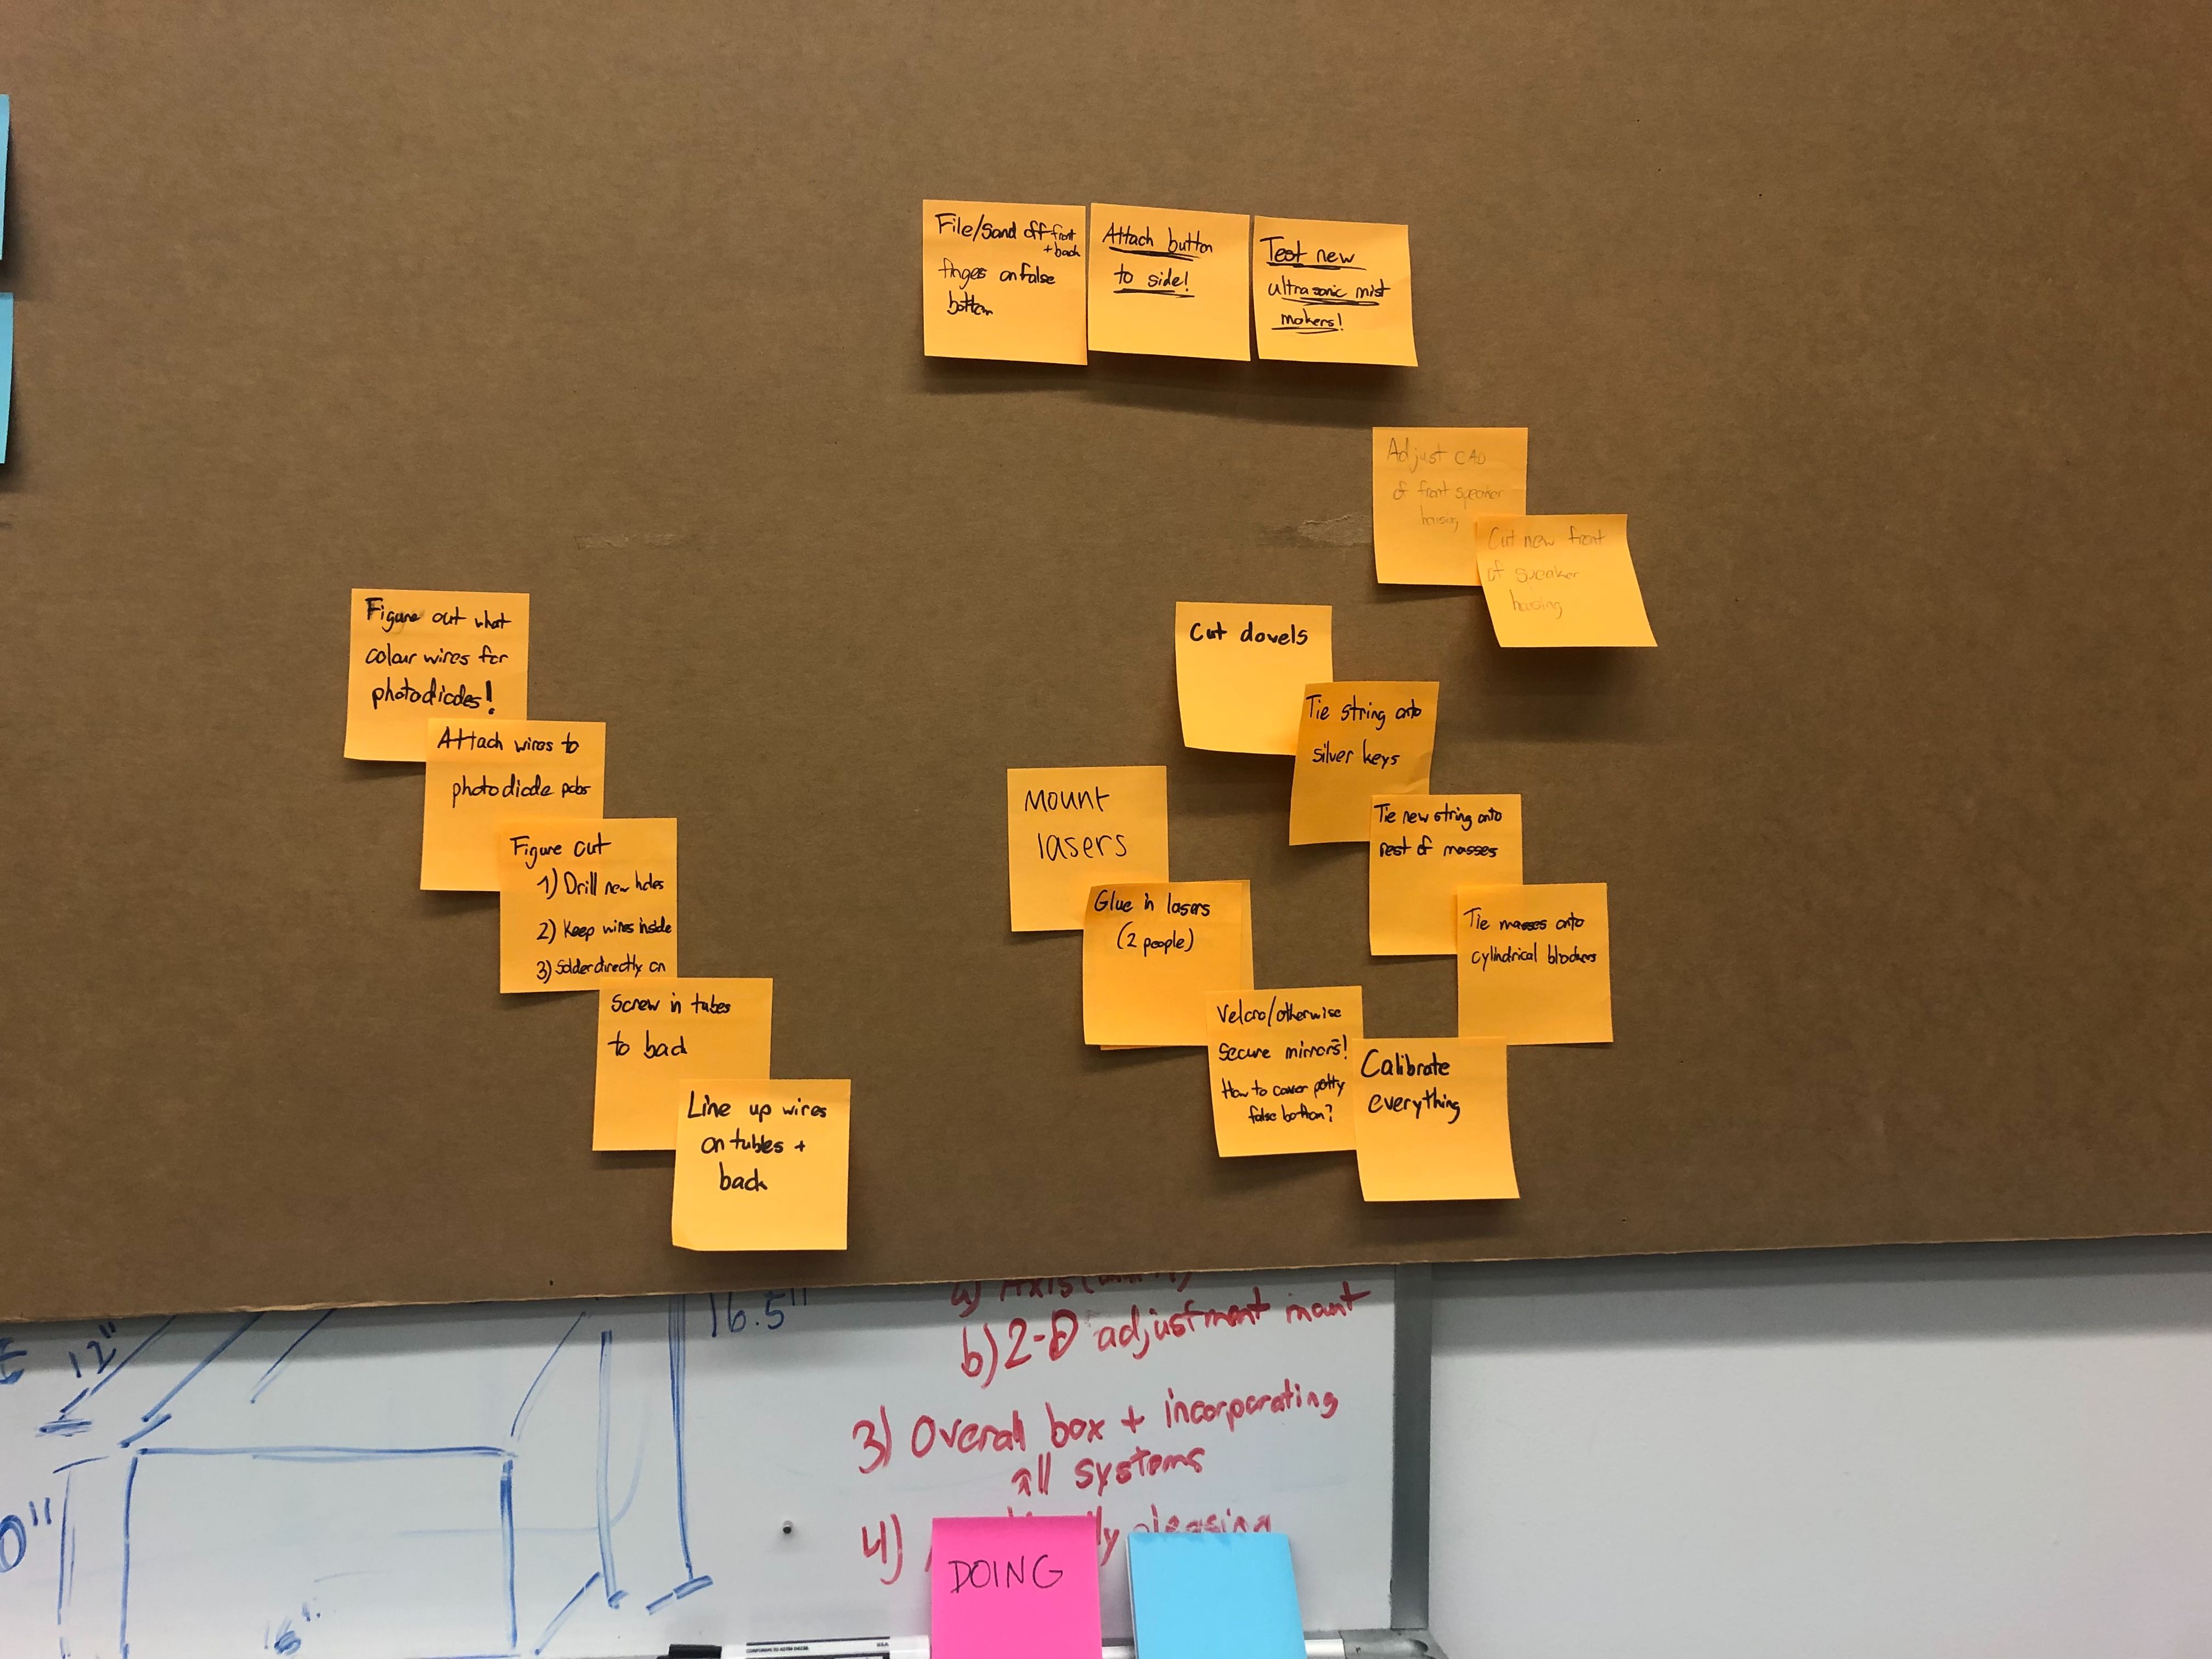 File/Sand off front
+ back
finges on false
bottom
Attach button
to side!
Test new
ultrasonic mist
makers!
Adjust CAD
of front speaker
housing
Cut new front
of speaker
housing
Figure out what
colour wires for
photodiodes!
Attach wires to
photodiode pcbs
Figure out
1) Drill new holes
2) Keep wires inside
3) Solder directly on
Screw in tubes
to back
Line up wires
on tubes +
back
Cut dowels
Tie string onto
silver keys
Tie new string onto
rest of masses
Tie masses onto
cylindrical blockers
Mount
lasers
Glue in lasers
(2 people)
Velcro/otherwise
secure mirrors!
How to cover potty
false bottom?
Calibrate
everything
12"
16.5"
0"
16"
a) Axis
b) 2-D adjustment mount
3) Overall box + incorporating
all systems
4) pleasing
DOING